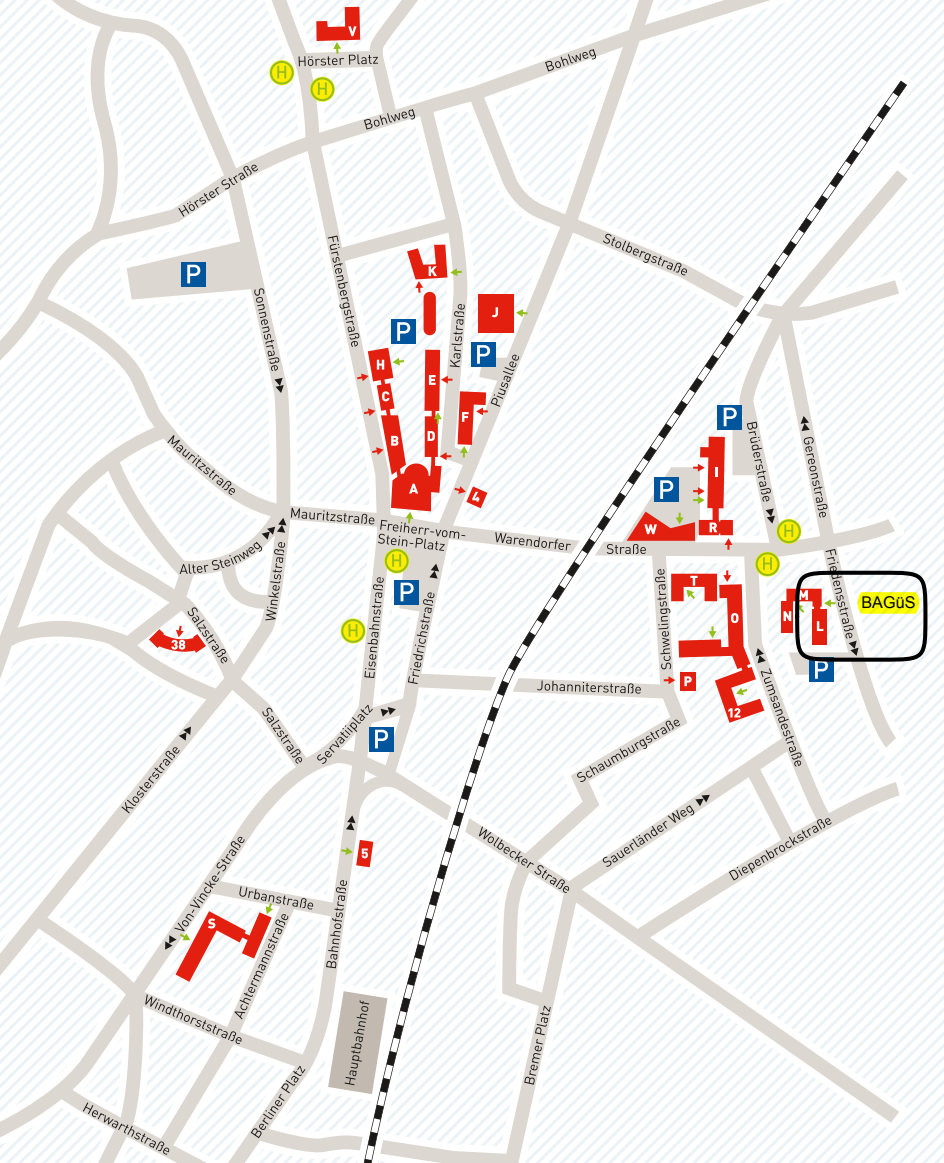 V
Hörster Platz
H
H
Bohlweg
Bohlweg
Hörster Straße
P
Fürstenbergstraße
Stolbergstraße
K
Sonnenstraße
J
P
Karlstraße
P
H
E
C
Piusallee
F
B
D
P
Brüderstraße
Gereonstraße
Mauritzstraße
A
4
I
P
Mauritzstraße
Freiherr-vom-
Stein-Platz
Warendorfer
Straße
W
R
H
H
Alter Steinweg
Winkelstraße
H
P
Eisenbahnstraße
Friedrichstraße
Schwelingstraße
T
O
M
N
L
Friedensstraße
BAGüS
P
Salzstraße
38
H
Johanniterstraße
P
12
Zumsandestraße
Salzstraße
Servatiiplatz
P
Klosterstraße
Schaumburgstraße
Sauerländer Weg
Diepenbrockstraße
Wolbecker Straße
5
Von-Vincke-Straße
Urbanstraße
S
Achtermannstraße
Bahnhofstraße
Windthorststraße
Hauptbahnhof
Bremer Platz
Berliner Platz
Herwarthstraße